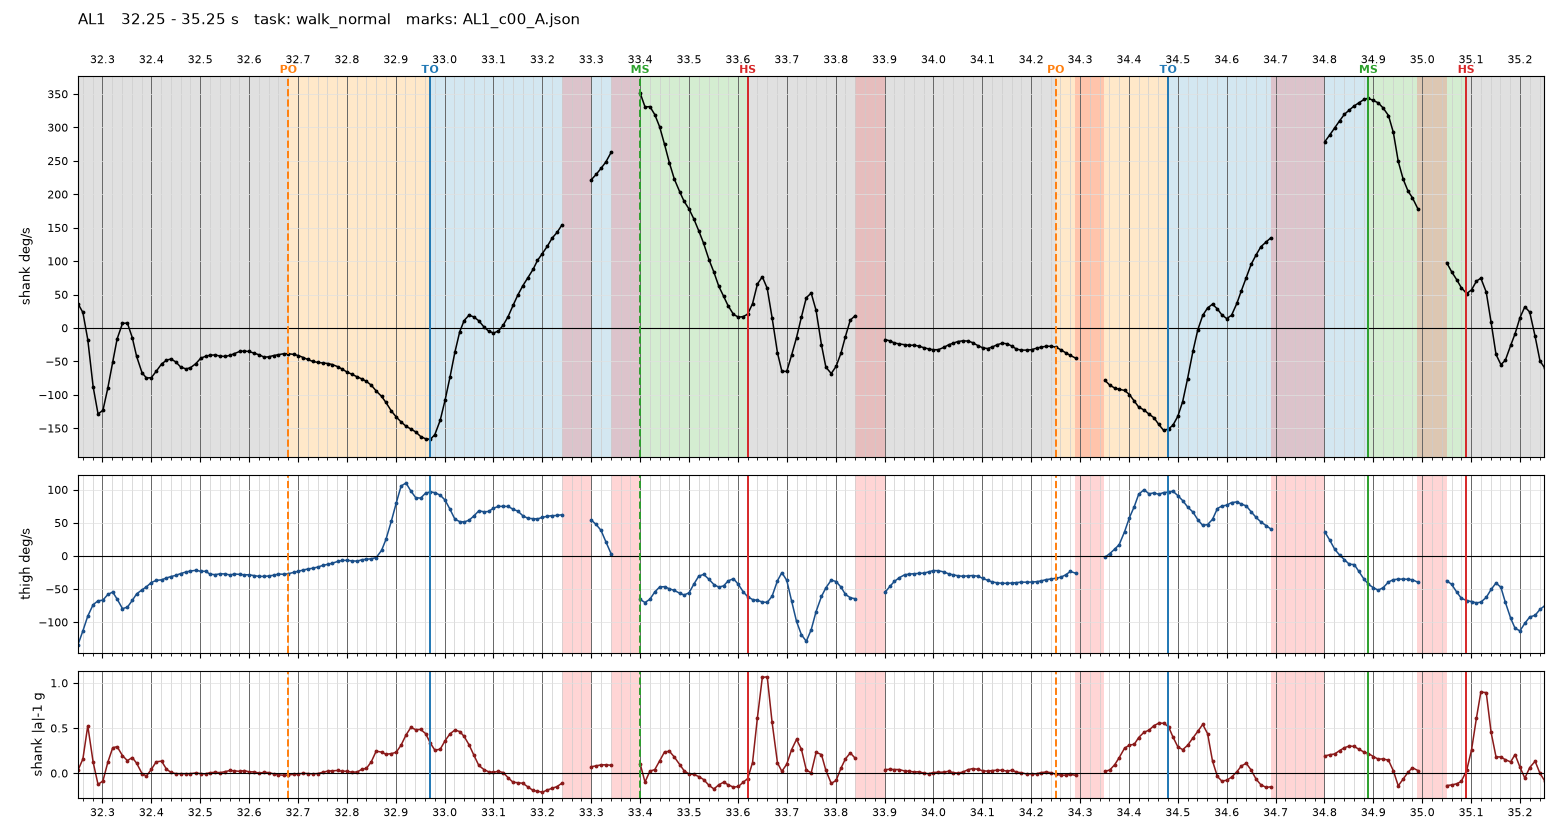 AL1   32.25 - 35.25 s   task: walk_normal   marks: AL1_c00_A.json
32.3 32.4 32.5 32.6 32.7 32.8 32.9 33.0 33.1 33.2 33.3 33.4 33.5 33.6 33.7 33.8 33.9 34.0 34.1 34.2 34.3 34.4 34.5 34.6 34.7 34.8 34.9 35.0 35.1 35.2
PO TO MS HS PO TO MS HS
shank deg/s
350
300
250
200
150
100
50
0
−50
−100
−150
thigh deg/s
100
50
0
−50
−100
shank |a|-1 g
1.0
0.5
0.0
32.3 32.4 32.5 32.6 32.7 32.8 32.9 33.0 33.1 33.2 33.3 33.4 33.5 33.6 33.7 33.8 33.9 34.0 34.1 34.2 34.3 34.4 34.5 34.6 34.7 34.8 34.9 35.0 35.1 35.2